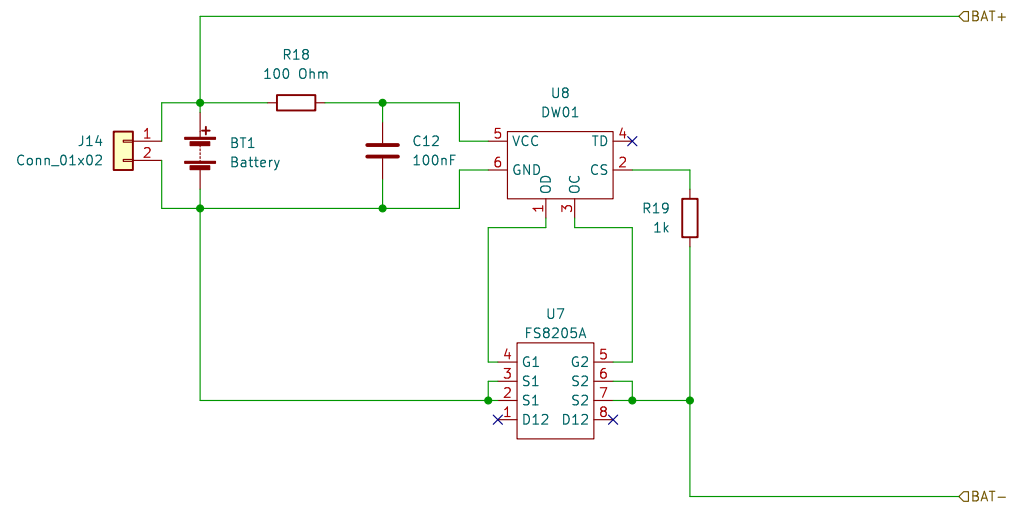 BAT+
R18
100 Ohm
U8
DW01
J14
Conn_01x02
1
2
+
BT1
Battery
C12
100nF
5
VCC
TD
4
6
GND
CS
2
OD
OC
1
3
R19
1k
U7
FS8205A
4
G1
G2
5
3
S1
S2
6
2
S1
S2
7
1
D12
D12
8
BAT-